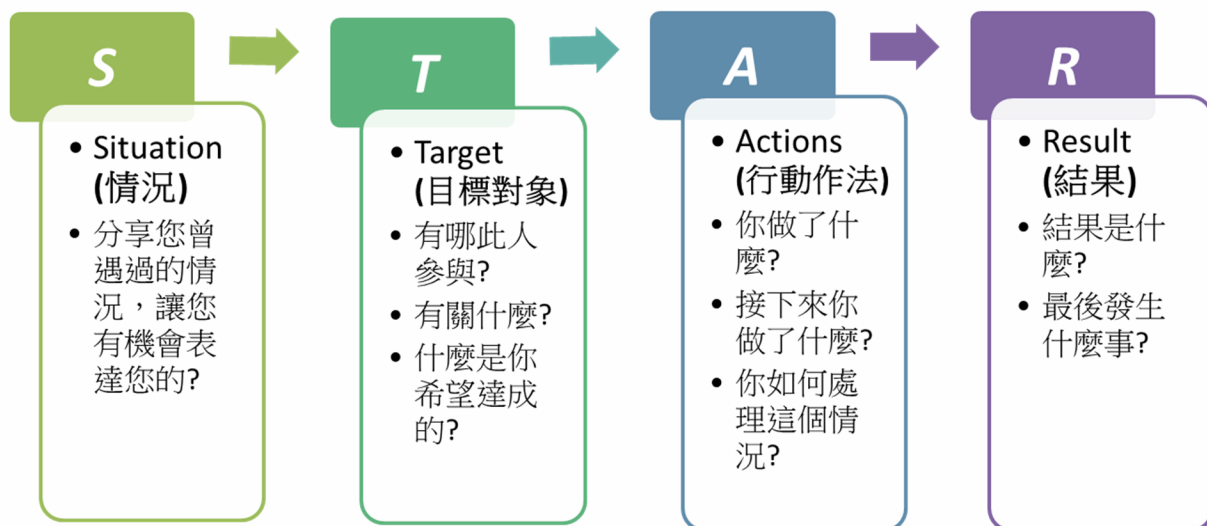 S
• Situation
(情況)
• 分享您曾
遇過的情
況，讓您
有機會表
達您的?
T
• Target
(目標對象)
• 有哪此人
參與?
• 有關什麼?
• 什麼是你
希望達成
的?
A
• Actions
(行動作法)
• 你做了什
麼?
• 接下來你
做了什麼?
• 你如何處
理這個情
況?
R
• Result
(結果)
• 結果是什
麼?
• 最後發生
什麼事?